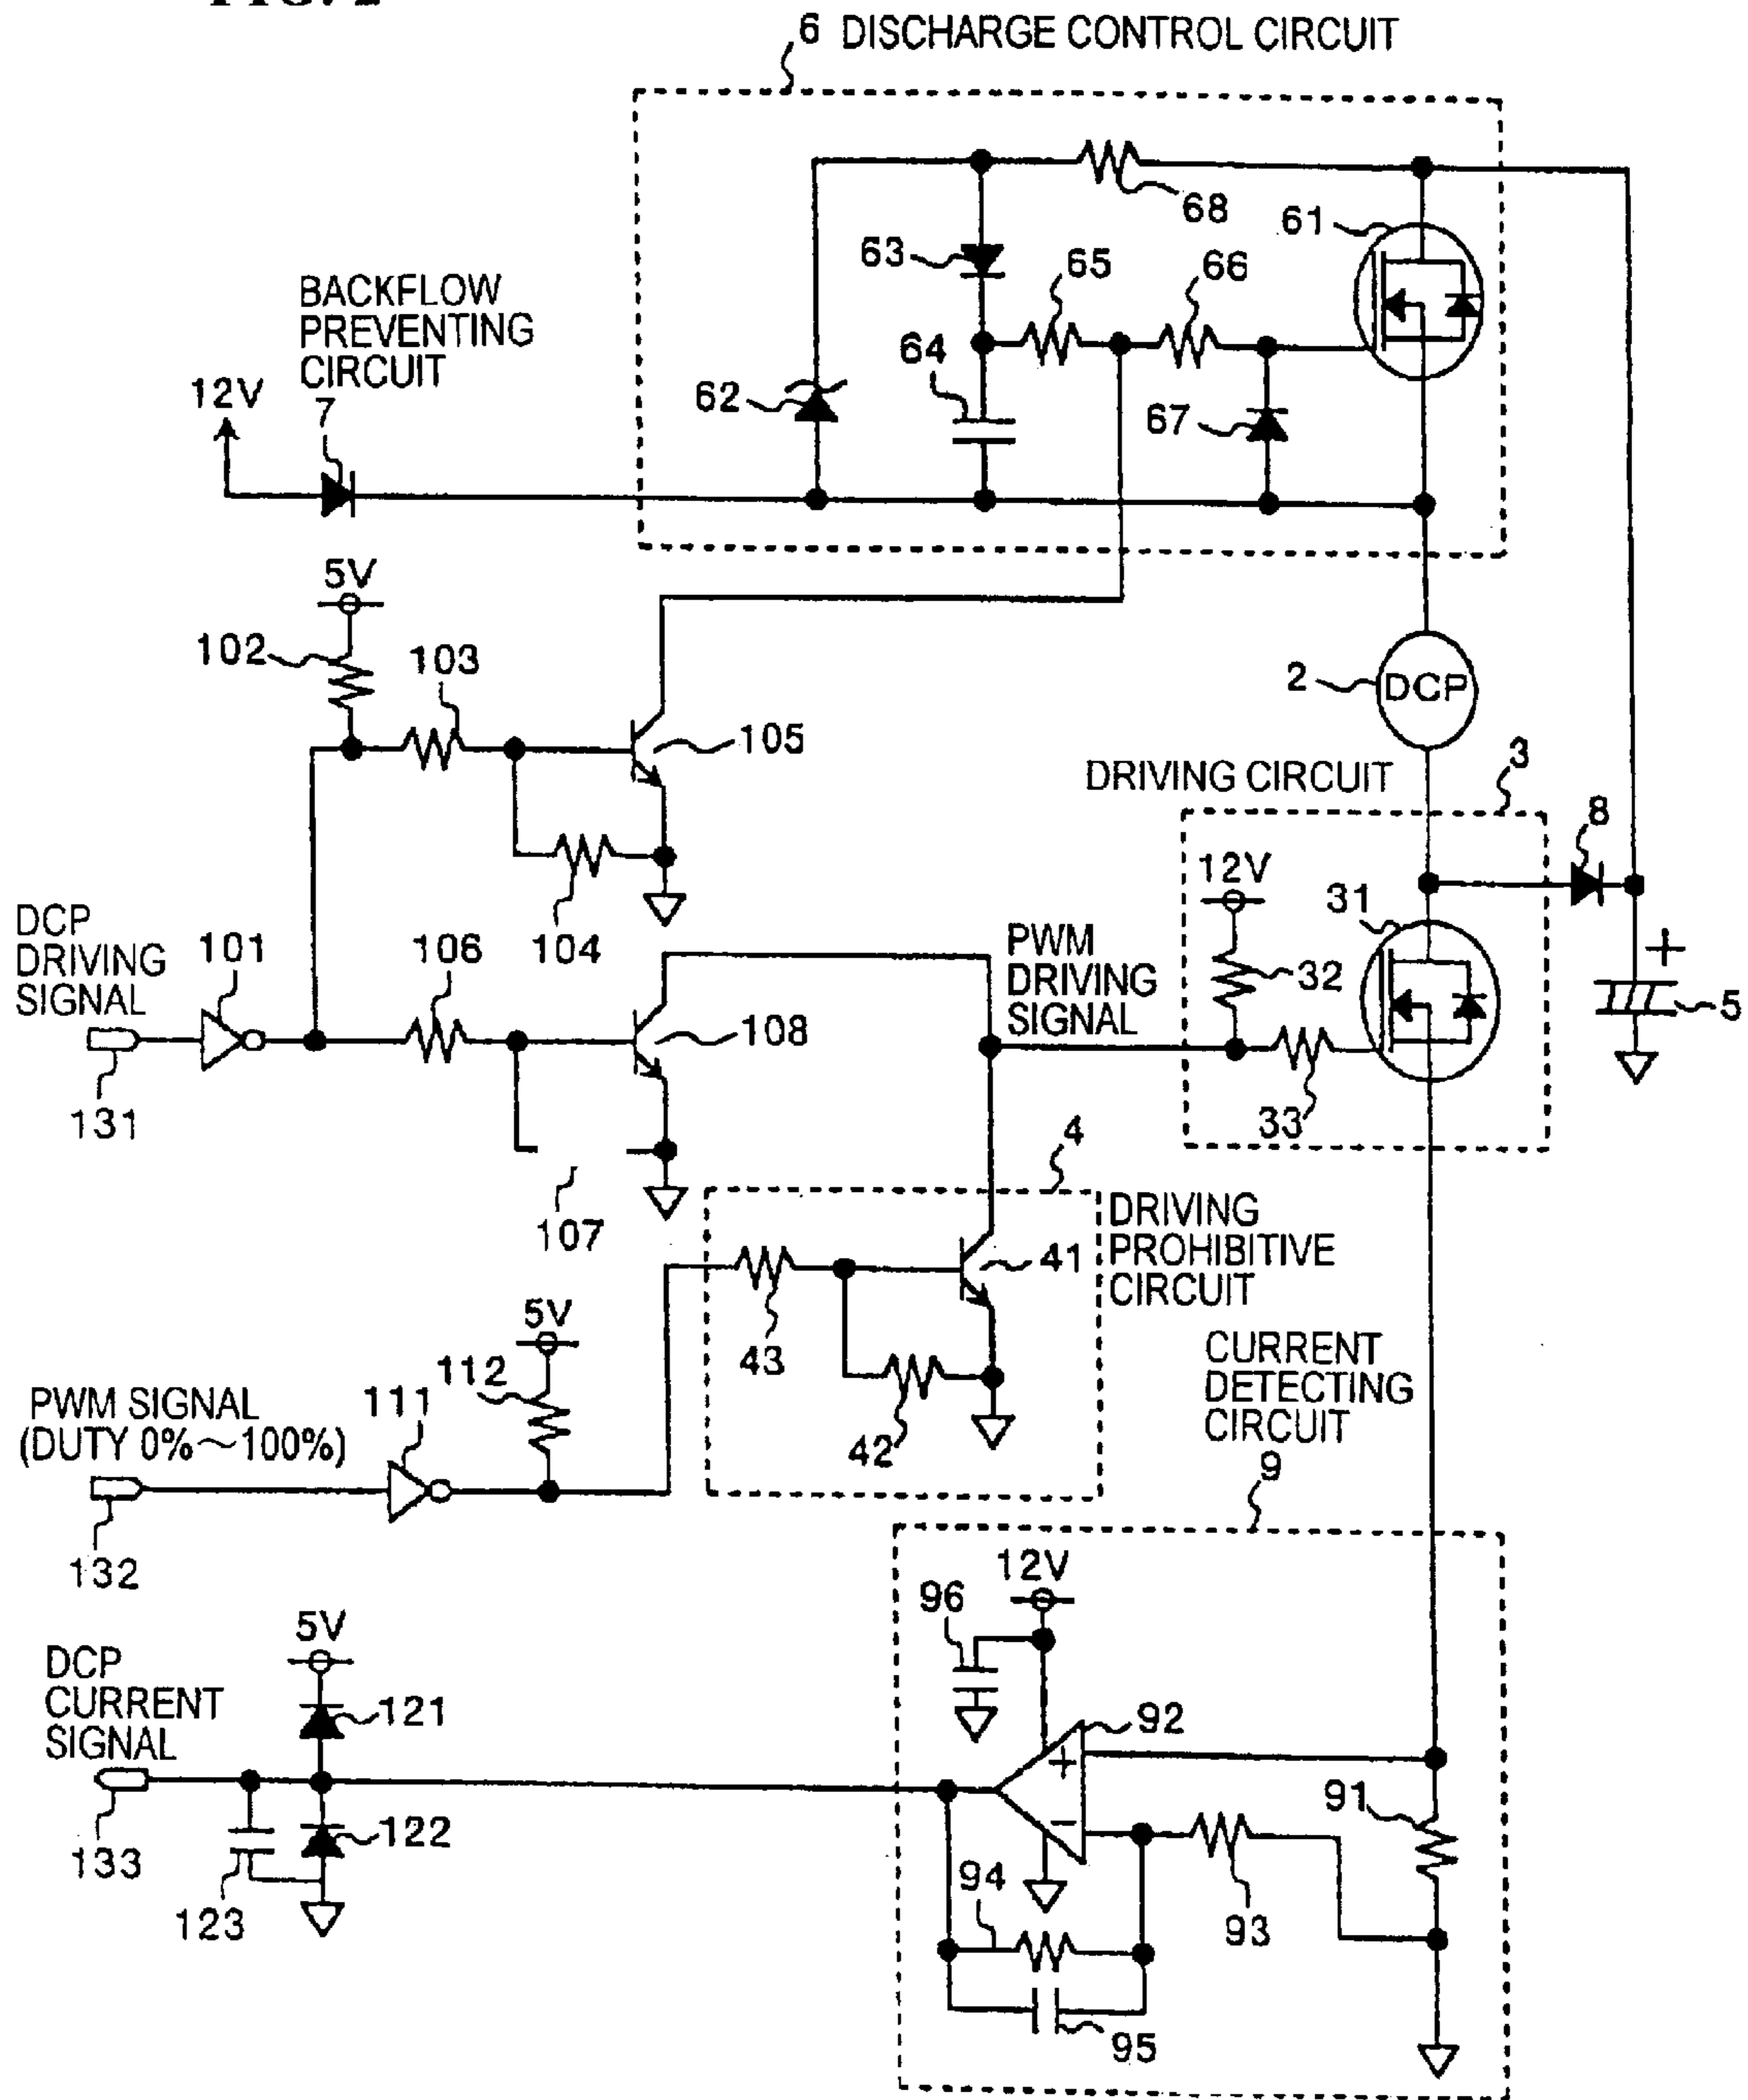 6 DISCHARGE CONTROL CIRCUIT
68
61
63
65
66
64
62
67
BACKFLOW
PREVENTING
CIRCUIT
7
12V
5V
102
103
105
104
2
DCP
DRIVING CIRCUIT
3
8
12V
31
32
33
5
+
DCP
DRIVING
SIGNAL
101
106
108
131
107
PWM
DRIVING
SIGNAL
4
DRIVING
PROHIBITIVE
CIRCUIT
41
43
42
5V
112
111
PWM SIGNAL
(DUTY 0%~100%)
132
CURRENT
DETECTING
CIRCUIT
9
12V
96
92
+
−
91
93
94
95
5V
DCP
CURRENT
SIGNAL
121
122
133
123